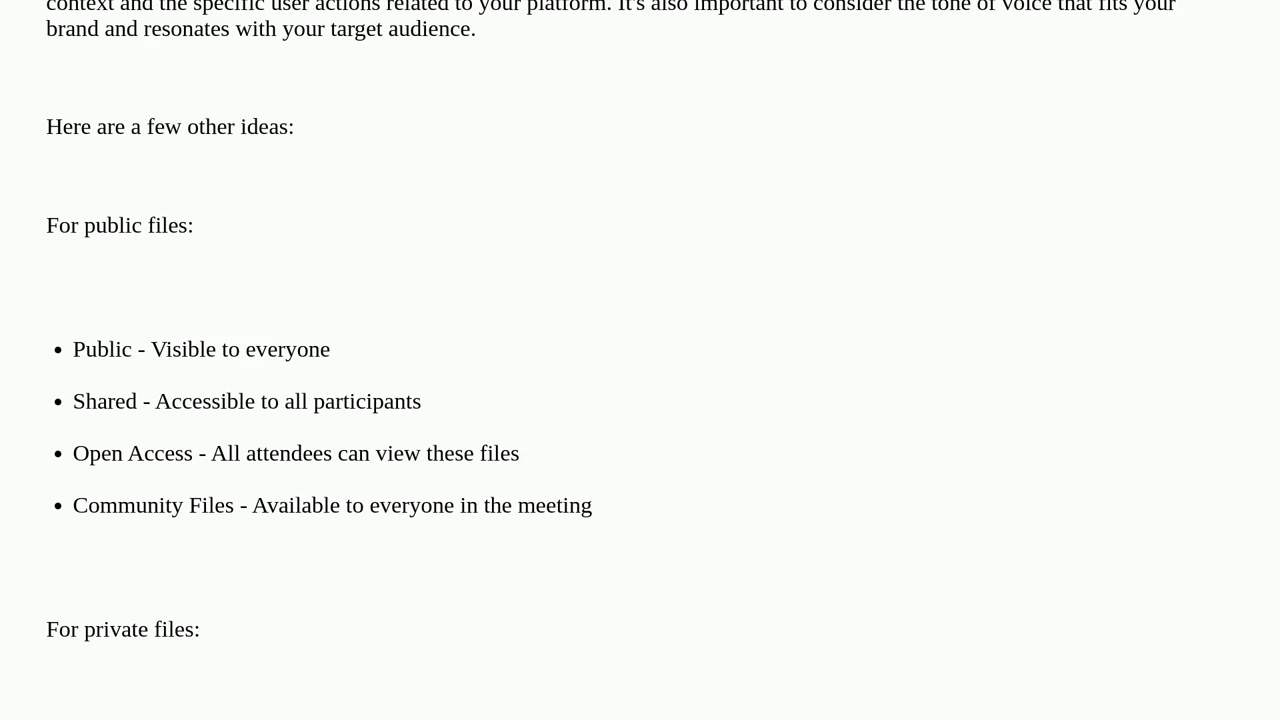 context and the specific user actions related to your platform. It's also important to consider the tone of voice that fits your
brand and resonates with your target audience.
Here are a few other ideas:
For public files:
• Public - Visible to everyone
• Shared - Accessible to all participants
• Open Access - All attendees can view these files
• Community Files - Available to everyone in the meeting
For private files: